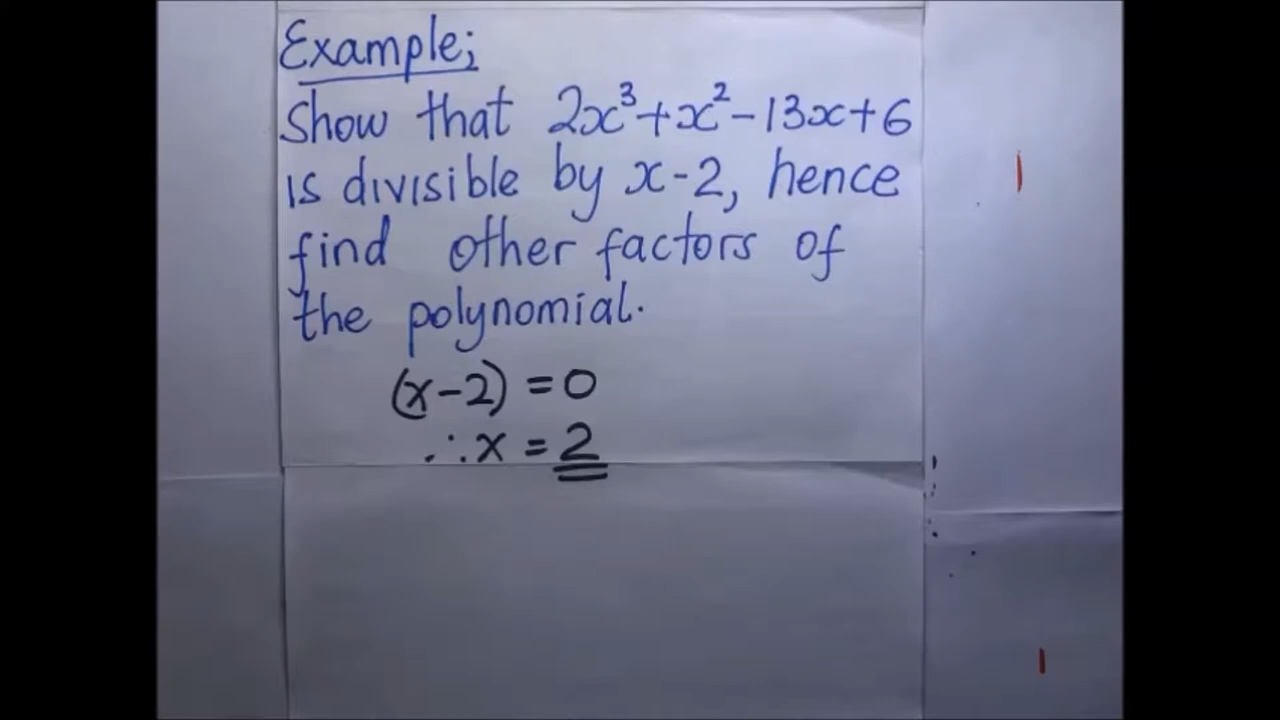 Example;
Show that 2x³+x²-13x+6
is divisible by x-2, hence
find other factors of
the polynomial.
(x-2) = 0
∴x = 2